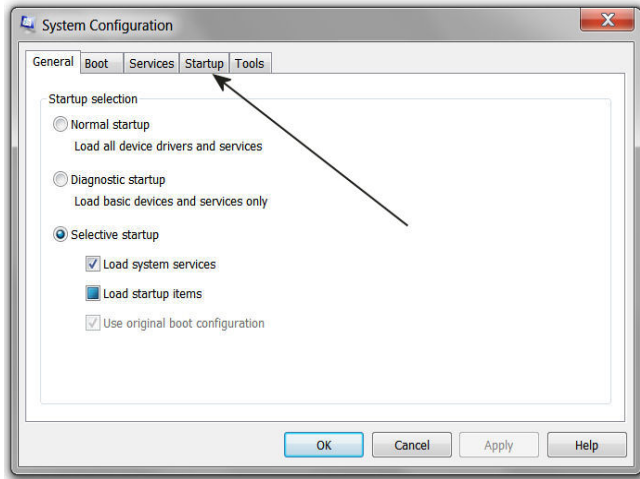 System Configuration
General Boot Services Startup Tools
Startup selection
Normal startup
Load all device drivers and services
Diagnostic startup
Load basic devices and services only
Selective startup
Load system services
Load startup items
Use original boot configuration
OK Cancel Apply Help